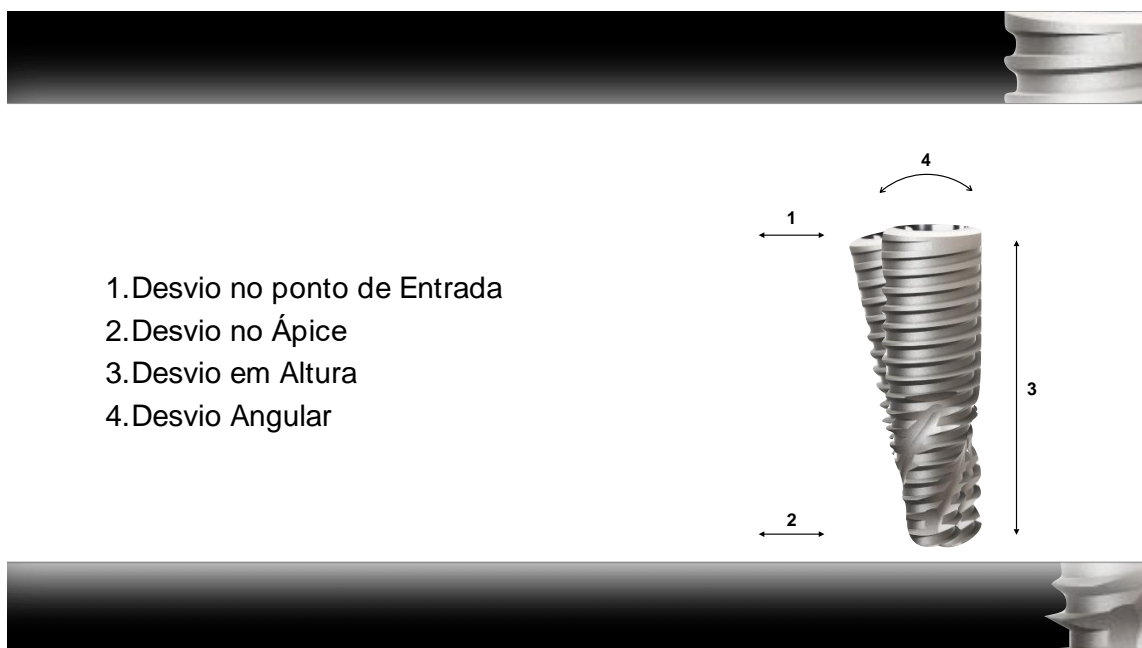 1.Desvio no ponto de Entrada
2.Desvio no Ápice
3.Desvio em Altura
4.Desvio Angular
4
1
3
2